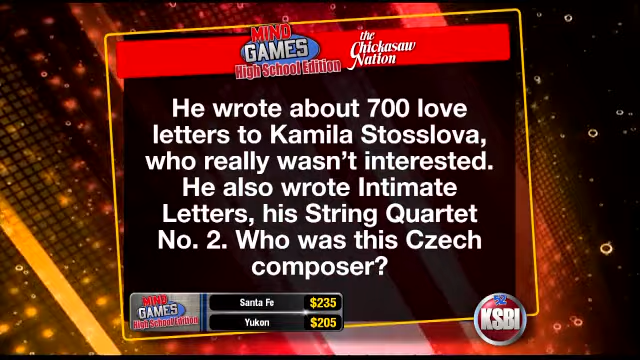 MIND
GAMES
High School Edition
the
Chickasaw
Nation
He wrote about 700 love
letters to Kamila Stosslova,
who really wasn't interested.
He also wrote Intimate
Letters, his String Quartet
No. 2. Who was this Czech
composer?
MIND
GAMES
High School Edition
Santa Fe $235
Yukon $205
52
KSBI